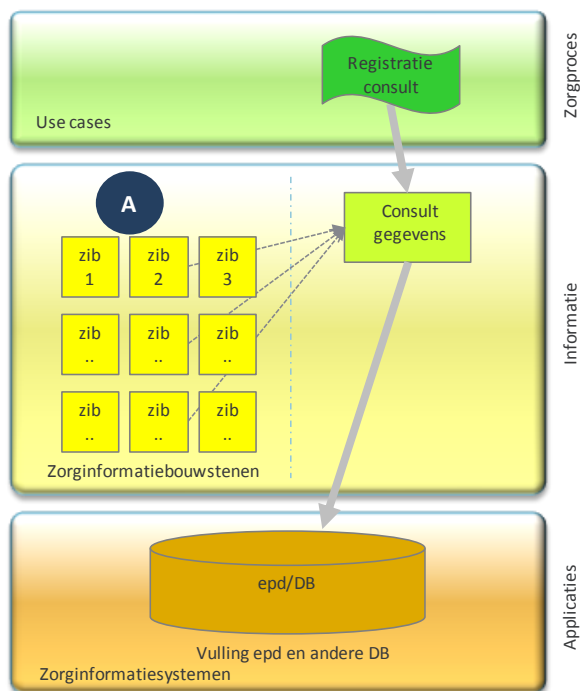 Registratie
consult
Use cases
Zorgproces
A
zib
1
zib
2
zib
3
Consult
gegevens
zib
..
zib
..
zib
..
zib
..
zib
..
zib
..
Zorginformatiebouwstenen
Informatie
epd/DB
Vulling epd en andere DB
Zorginformatiesystemen
Applicaties